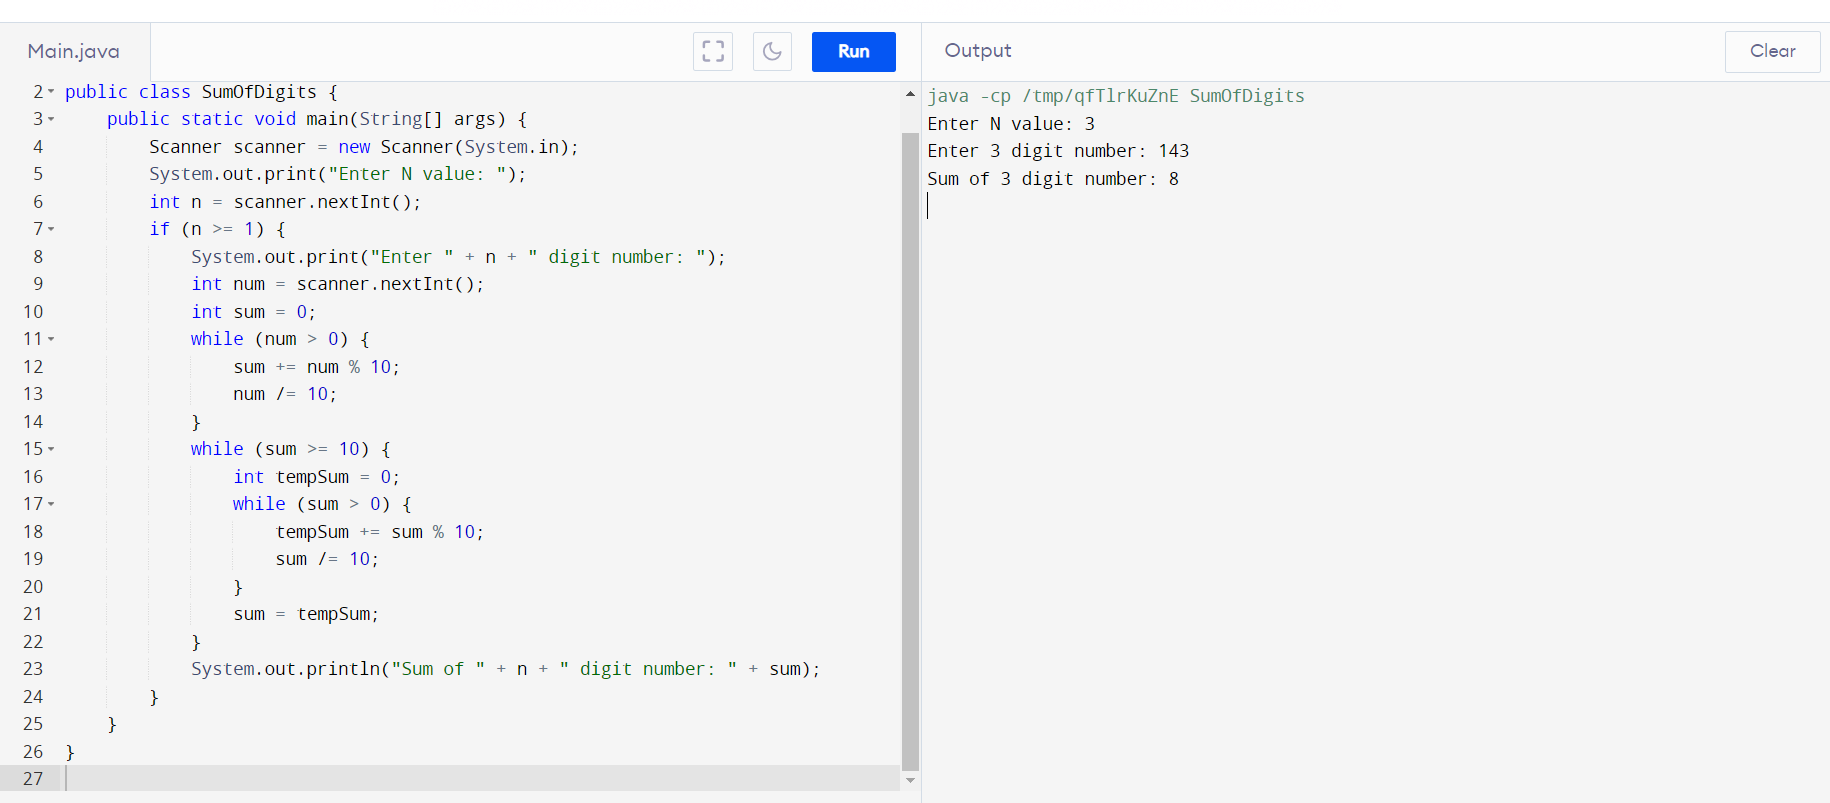 Main.java
Run
2 public class SumOfDigits {
3     public static void main(String[] args) {
4         Scanner scanner = new Scanner(System.in);
5         System.out.print("Enter N value: ");
6         int n = scanner.nextInt();
7         if (n >= 1) {
8             System.out.print("Enter " + n + " digit number: ");
9             int num = scanner.nextInt();
10             int sum = 0;
11             while (num > 0) {
12                 sum += num % 10;
13                 num /= 10;
14             }
15             while (sum >= 10) {
16                 int tempSum = 0;
17                 while (sum > 0) {
18                     tempSum += sum % 10;
19                     sum /= 10;
20                 }
21                 sum = tempSum;
22             }
23             System.out.println("Sum of " + n + " digit number: " + sum);
24         }
25     }
26 }
27
Output
Clear
java -cp /tmp/qfTlrKuZnE SumOfDigits
Enter N value: 3
Enter 3 digit number: 143
Sum of 3 digit number: 8